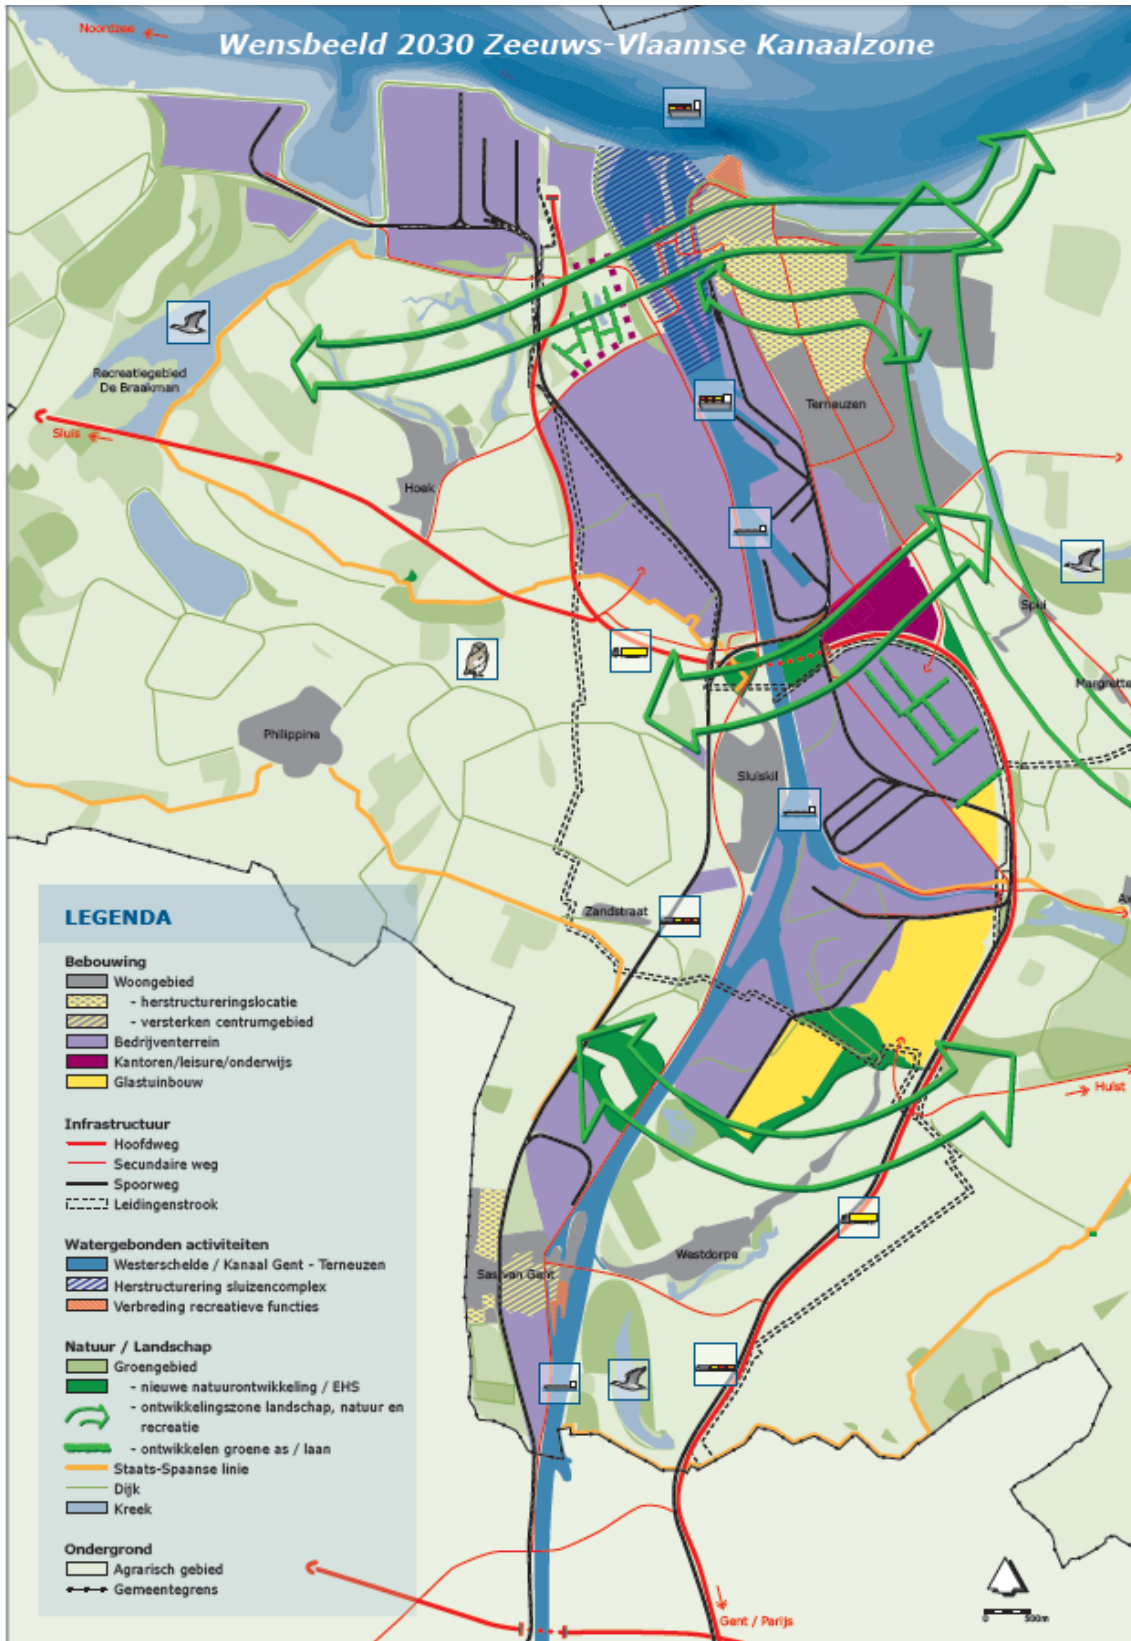 Noordzee
Wensbeeld 2030 Zeeuws-Vlaamse Kanaalzone
Recreatiegebied
De Braakman
Sluis
Terneuzen
Hoek
Spui
Margrette
Philippine
Sluiskil
Zandstraat
Hulst
Westdorpe
Sas van Gent
LEGENDA
Bebouwing
Woongebied
- herstructureringslocatie
- versterken centrumgebied
Bedrijventerrein
Kantoren/leisure/onderwijs
Glastuinbouw
Infrastructuur
Hoofdweg
Secundaire weg
Spoorweg
Leidingenstrook
Watergebonden activiteiten
Westerschelde / Kanaal Gent - Terneuzen
Herstructurering sluizencomplex
Verbreding recreatieve functies
Natuur / Landschap
Groengebied
- nieuwe natuurontwikkeling / EHS
- ontwikkelingszone landschap, natuur en
recreatie
- ontwikkelen groene as / laan
Staats-Spaanse linie
Dijk
Kreek
Ondergrond
Agrarisch gebied
Gemeentegrens
Gent / Parijs
0 500m